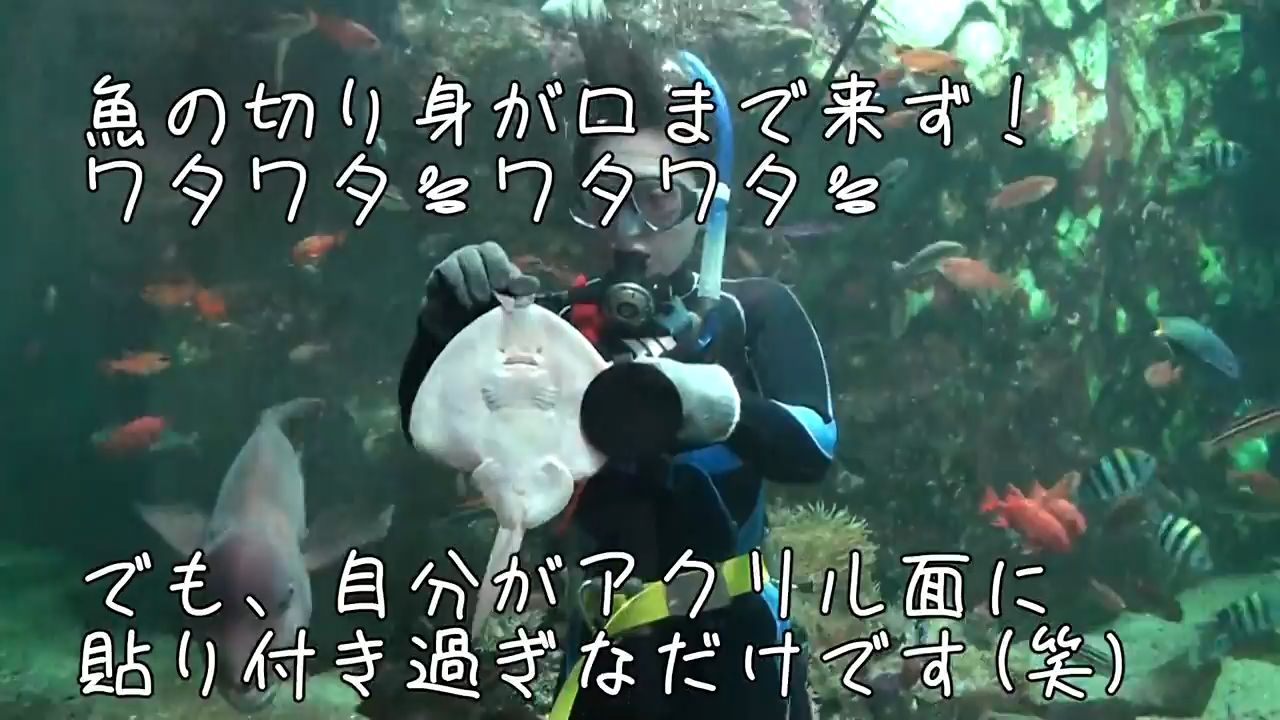 魚の切り身が口まで来ず！
ワタワタ💦ワタワタ💦
でも、自分がアクリル面に
貼り付き過ぎなだけです(笑)